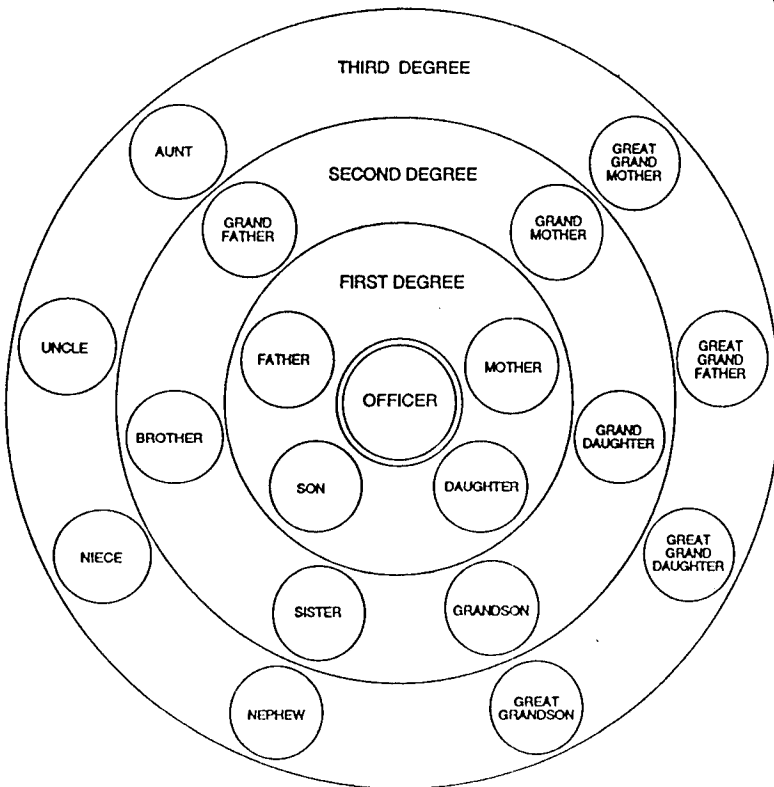 THIRD DEGREE
AUNT
GREAT
GRAND
MOTHER
SECOND DEGREE
GRAND
FATHER
GRAND
MOTHER
FIRST DEGREE
UNCLE
FATHER
MOTHER
GREAT
GRAND
FATHER
OFFICER
BROTHER
GRAND
DAUGHTER
SON
DAUGHTER
NIECE
GREAT
GRAND
DAUGHTER
SISTER
GRANDSON
NEPHEW
GREAT
GRANDSON